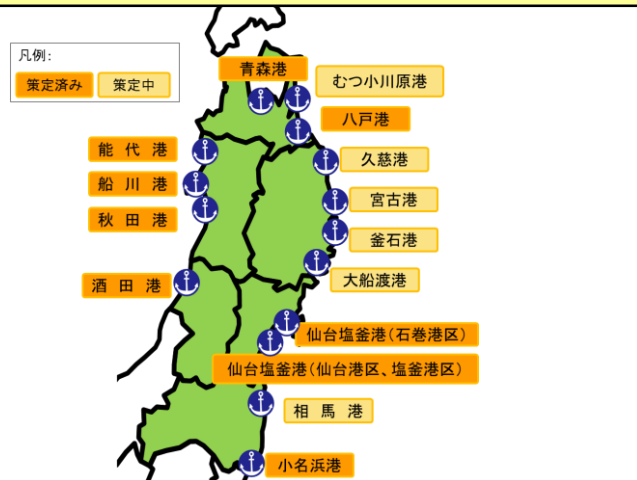 凡例:
策定済み 策定中
青森港
むつ小川原港
八戸港
能代港
久慈港
船川港
宮古港
秋田港
釜石港
大船渡港
酒田港
仙台塩釜港(石巻港区)
仙台塩釜港(仙台港区、塩釜港区)
相馬港
小名浜港